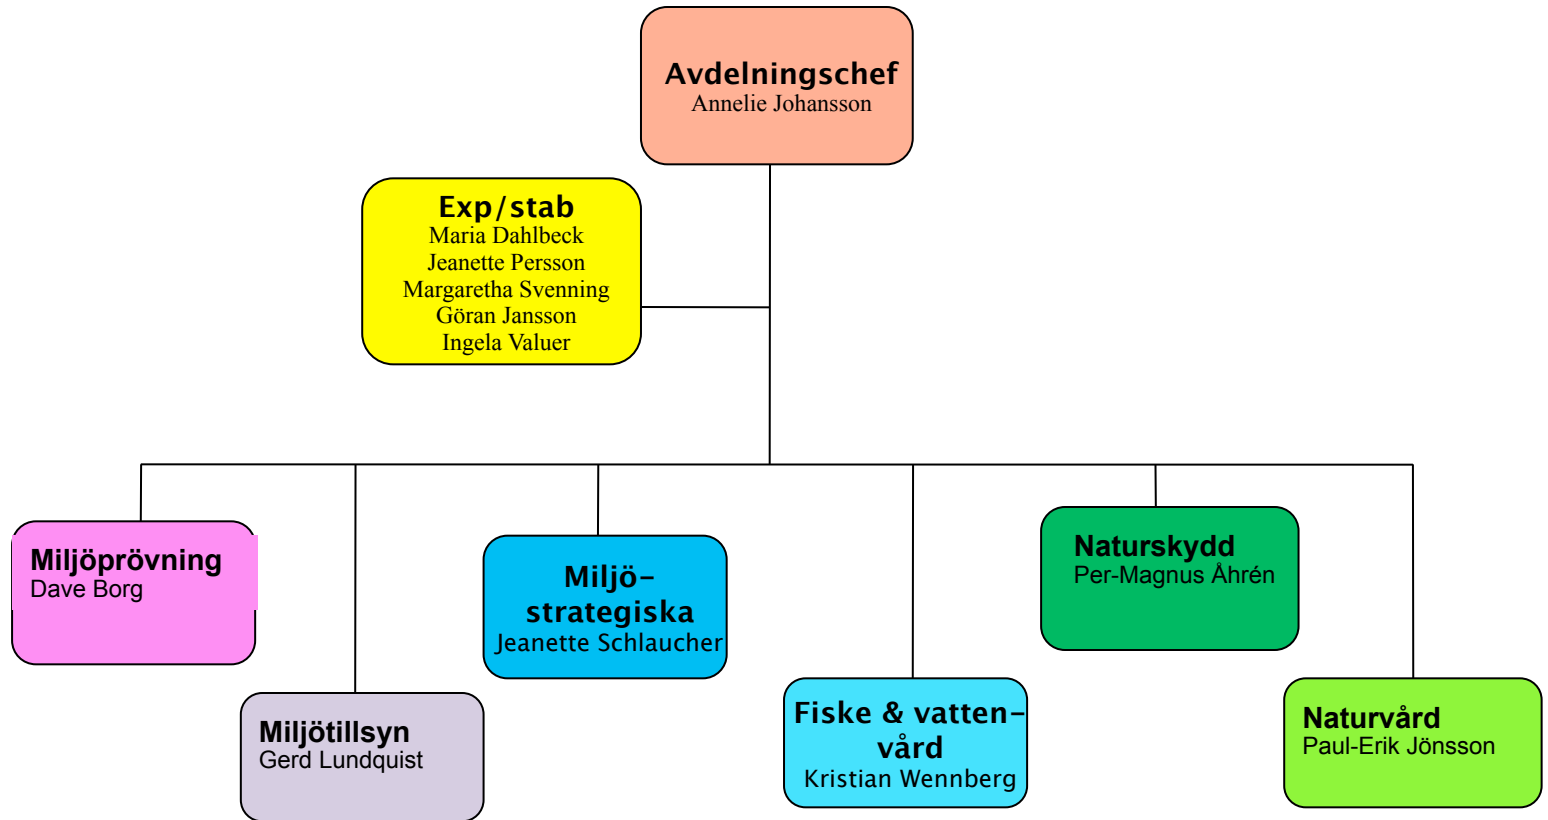 Avdelningschef
Annelie Johansson
Exp/stab
Maria Dahlbeck
Jeanette Persson
Margaretha Svenning
Göran Jansson
Ingela Valuer
Miljöprövning
Dave Borg
Miljötillsyn
Gerd Lundquist
Miljö-
strategiska
Jeanette Schlaucher
Fiske & vatten-
vård
Kristian Wennberg
Naturskydd
Per-Magnus Åhrén
Naturvård
Paul-Erik Jönsson